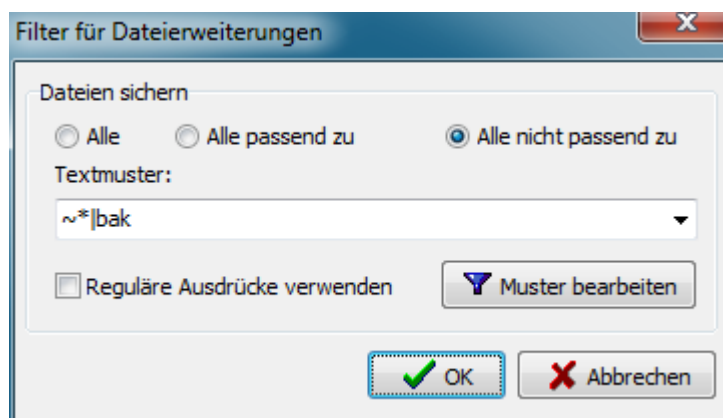 Filter für Dateierweiterungen
Dateien sichern
Alle Alle passend zu Alle nicht passend zu
Textmuster:
~*|bak
Reguläre Ausdrücke verwenden Muster bearbeiten
OK Abbrechen